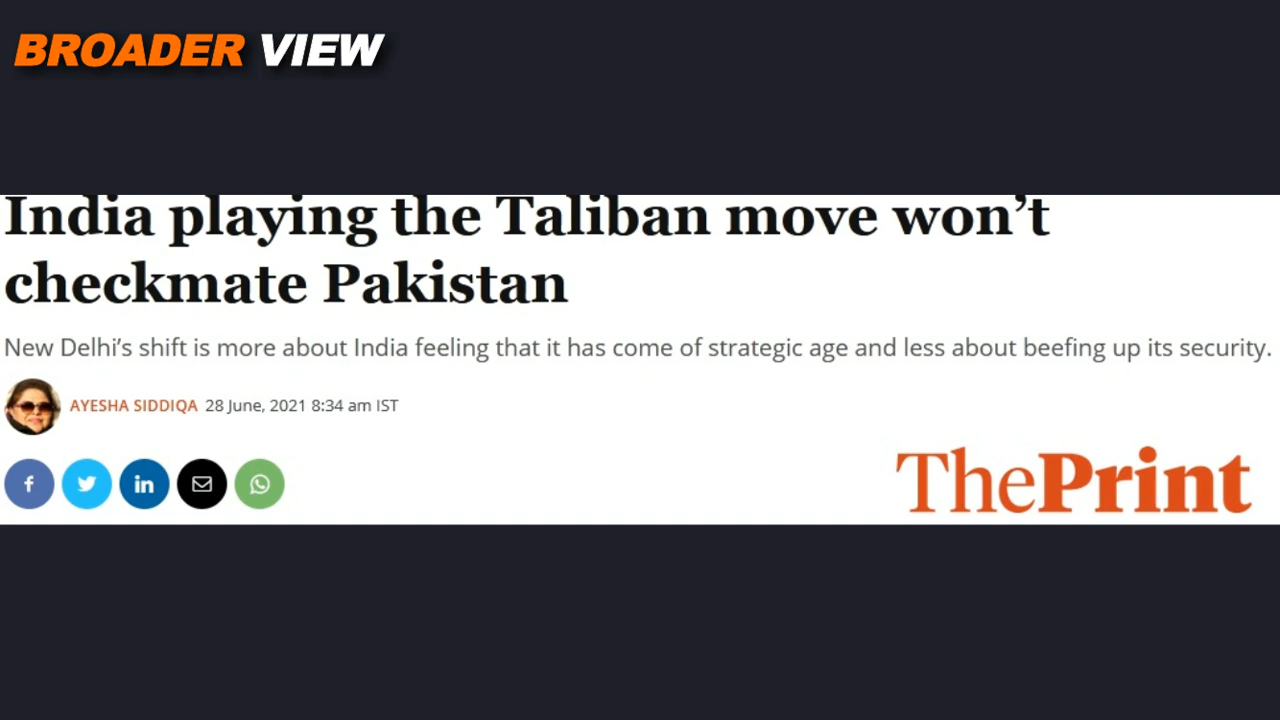 BROADER VIEW
India playing the Taliban move won’t
checkmate Pakistan
New Delhi’s shift is more about India feeling that it has come of strategic age and less about beefing up its security.
AYESHA SIDDIQA 28 June, 2021 8:34 am IST
ThePrint